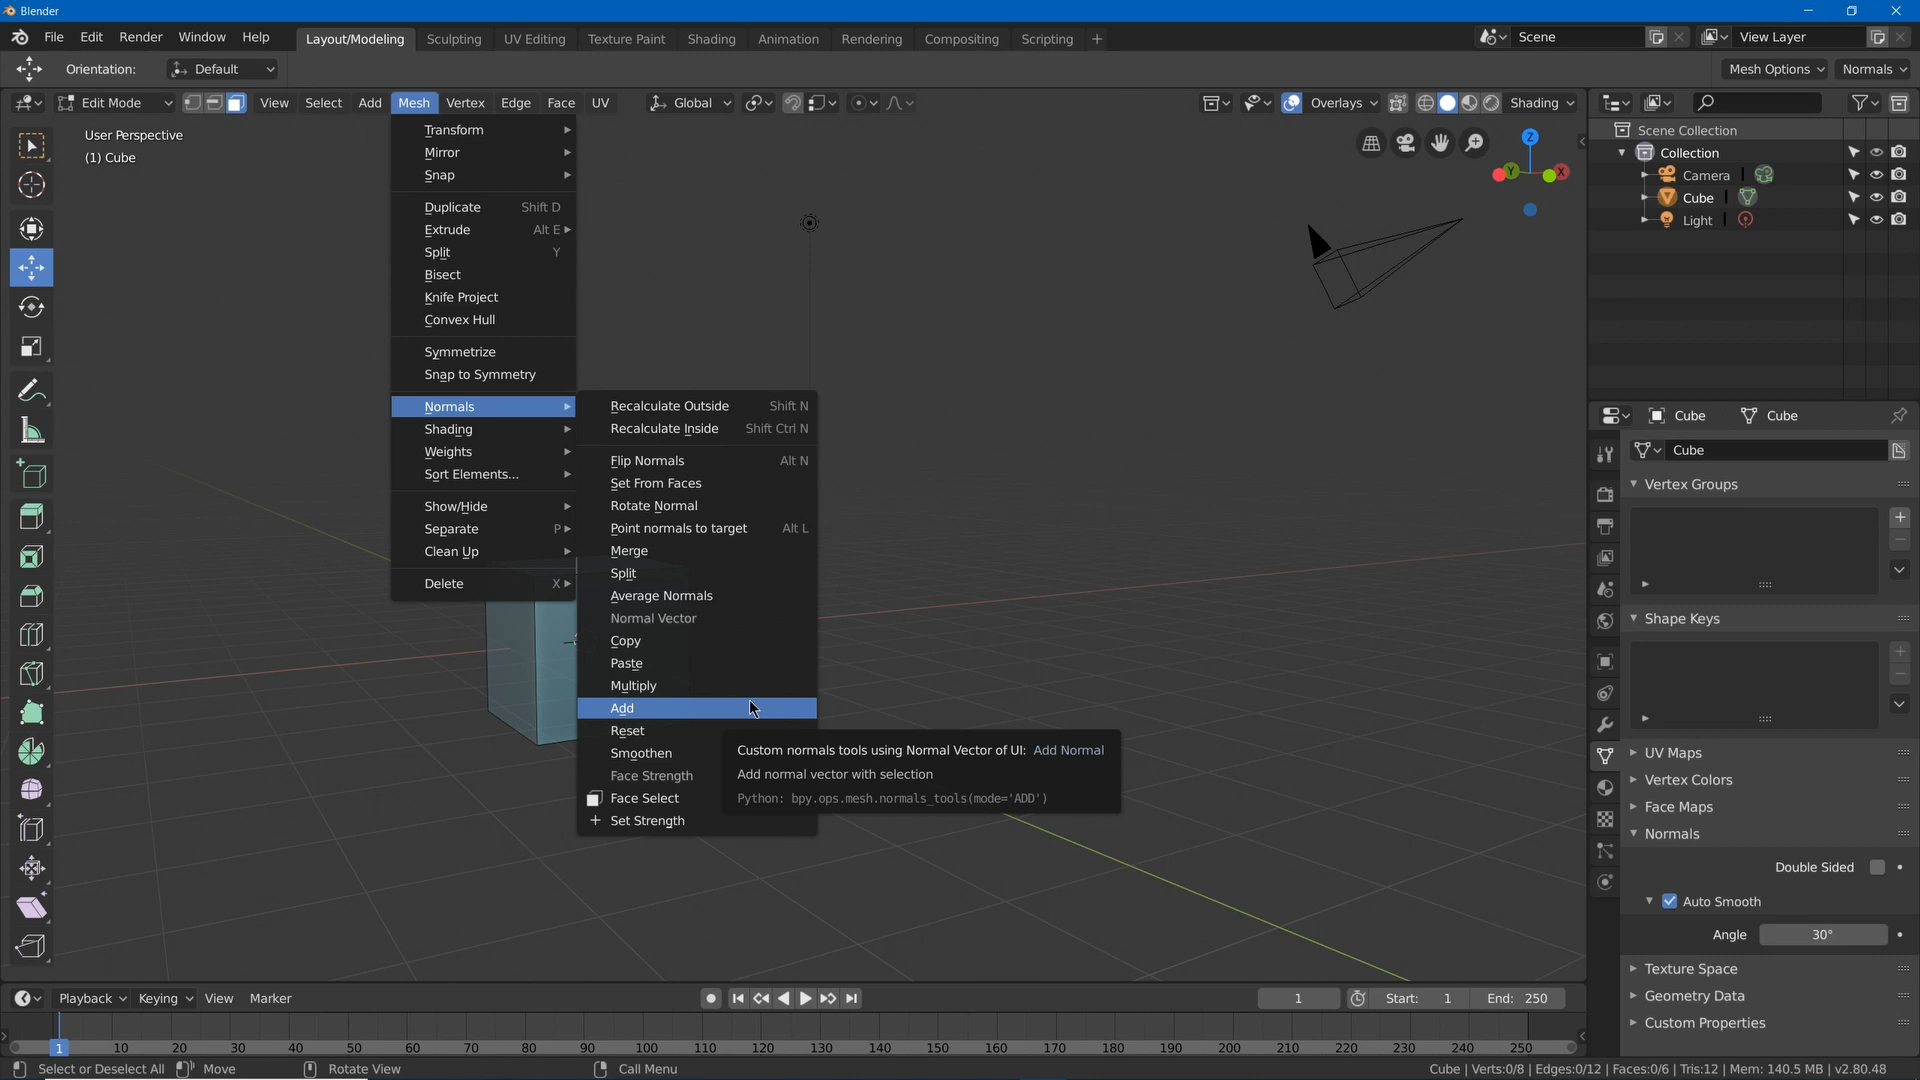 Blender
File Edit Render Window Help Layout/Modeling Sculpting UV Editing Texture Paint Shading Animation Rendering Compositing Scripting + Scene View Layer
Orientation: Default Mesh Options Normals
Edit Mode View Select Add Mesh Vertex Edge Face UV Global Overlays Shading
User Perspective
(1) Cube
Transform
Mirror
Snap
Duplicate Shift D
Extrude Alt E
Split Y
Bisect
Knife Project
Convex Hull
Symmetrize
Snap to Symmetry
Normals
Shading
Weights
Sort Elements...
Show/Hide
Separate P
Clean Up
Delete X
Recalculate Outside Shift N
Recalculate Inside Shift Ctrl N
Flip Normals Alt N
Set From Faces
Rotate Normal
Point normals to target Alt L
Merge
Split
Average Normals
Normal Vector
Copy
Paste
Multiply
Add
Reset
Smoothen
Face Strength
Face Select
Set Strength
Custom normals tools using Normal Vector of UI: Add Normal
Add normal vector with selection
Python: bpy.ops.mesh.normals_tools(mode='ADD')
Z
Y X
Scene Collection
Collection
Camera
Cube
Light
Cube Cube
Cube
Vertex Groups
Shape Keys
UV Maps
Vertex Colors
Face Maps
Normals
Double Sided
Auto Smooth
Angle 30°
Texture Space
Geometry Data
Custom Properties
Playback Keying View Marker 1 Start: 1 End: 250
1 10 20 30 40 50 60 70 80 90 100 110 120 130 140 150 160 170 180 190 200 210 220 230 240 250
Select or Deselect All Move Rotate View Call Menu Cube | Verts:0/8 | Edges:0/12 | Faces:0/6 | Tris:12 | Mem: 140.5 MB | v2.80.48